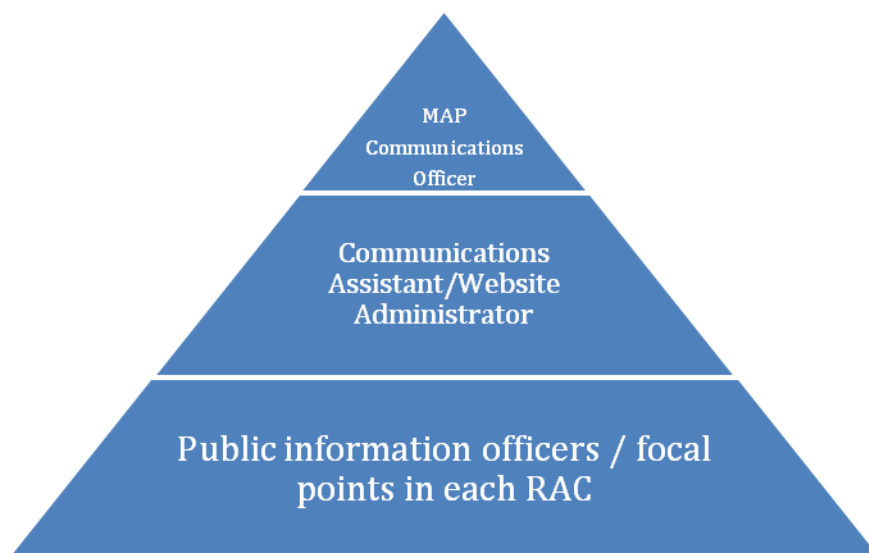 MAP
Communications
Officer
Communications
Assistant/Website
Administrator
Public information officers / focal
points in each RAC